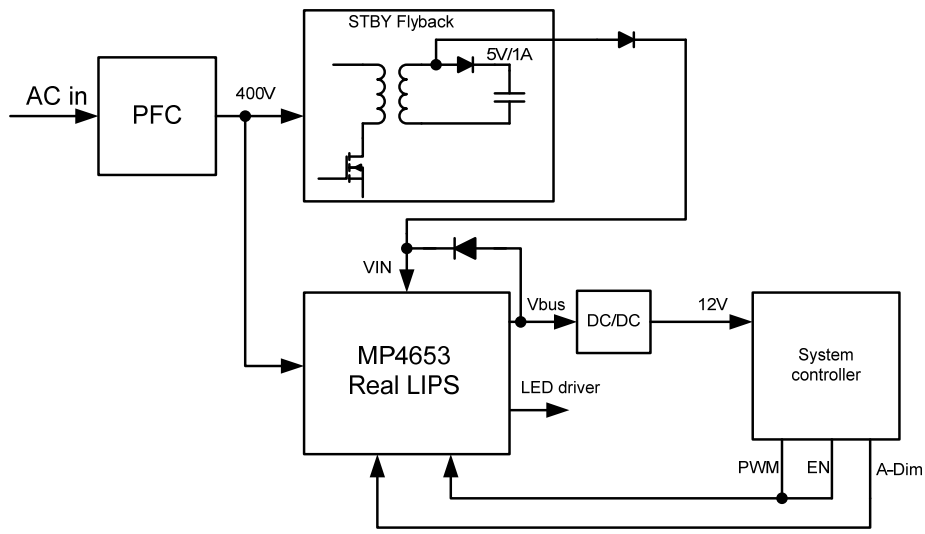 STBY Flyback
5V/1A
AC in
PFC
400V
VIN
MP4653
Real LIPS
Vbus
DC/DC
12V
System
controller
LED driver
PWM
EN
A-Dim